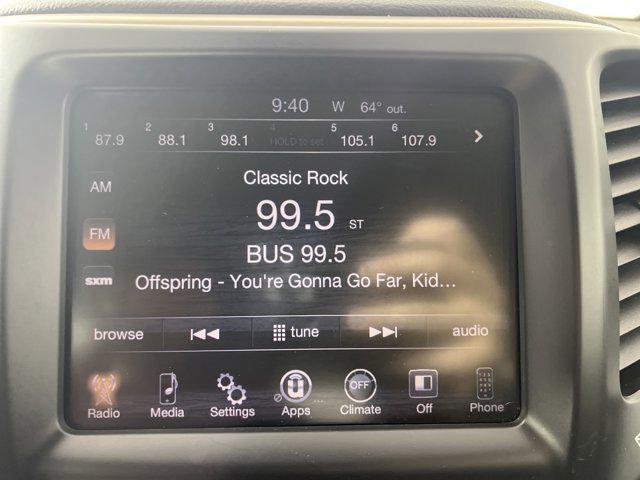 9:40 W 64° out.
1 87.9 2 88.1 3 98.1 4 HOLD to set 5 105.1 6 107.9
AM
Classic Rock
99.5 ST
FM
BUS 99.5
sxm
Offspring - You're Gonna Go Far, Kid...
browse tune audio
OFF
Radio Media Settings Apps Climate Off Phone